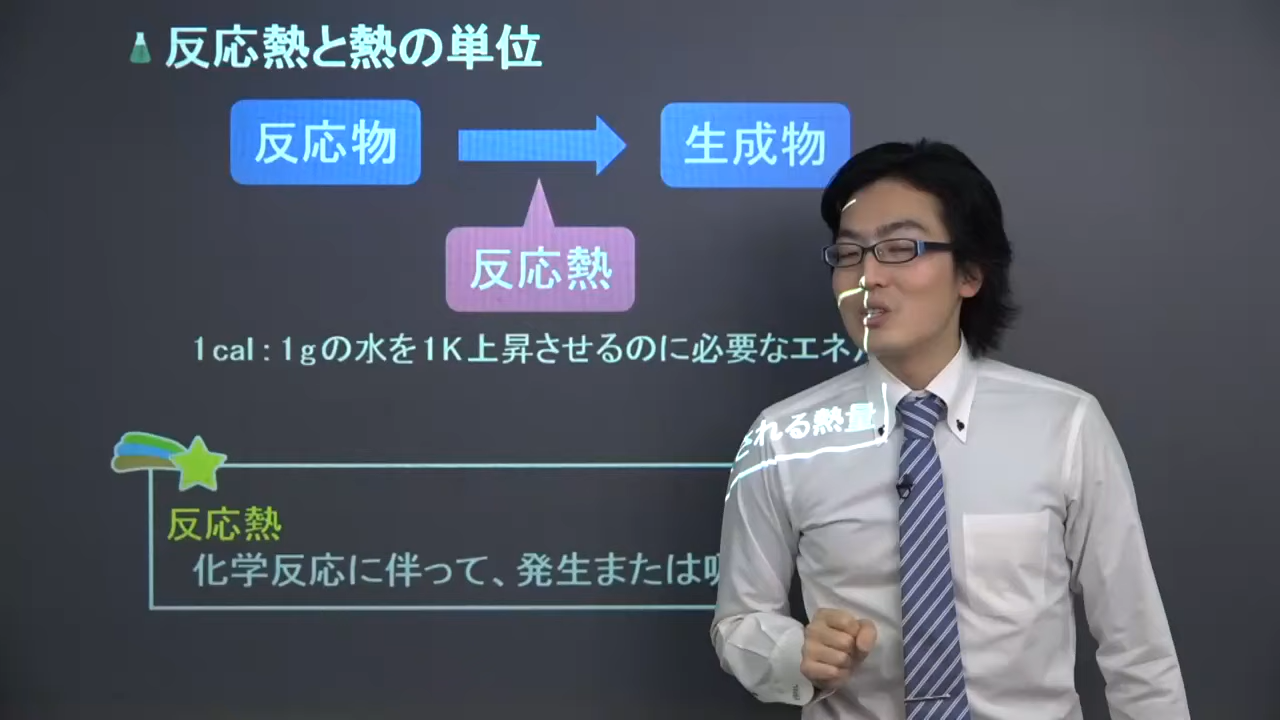 反応熱と熱の単位
反応物
生成物
反応熱
1cal：1gの水を1K上昇させるのに必要なエネル
反応熱
化学反応に伴って、発生または吸
される熱量